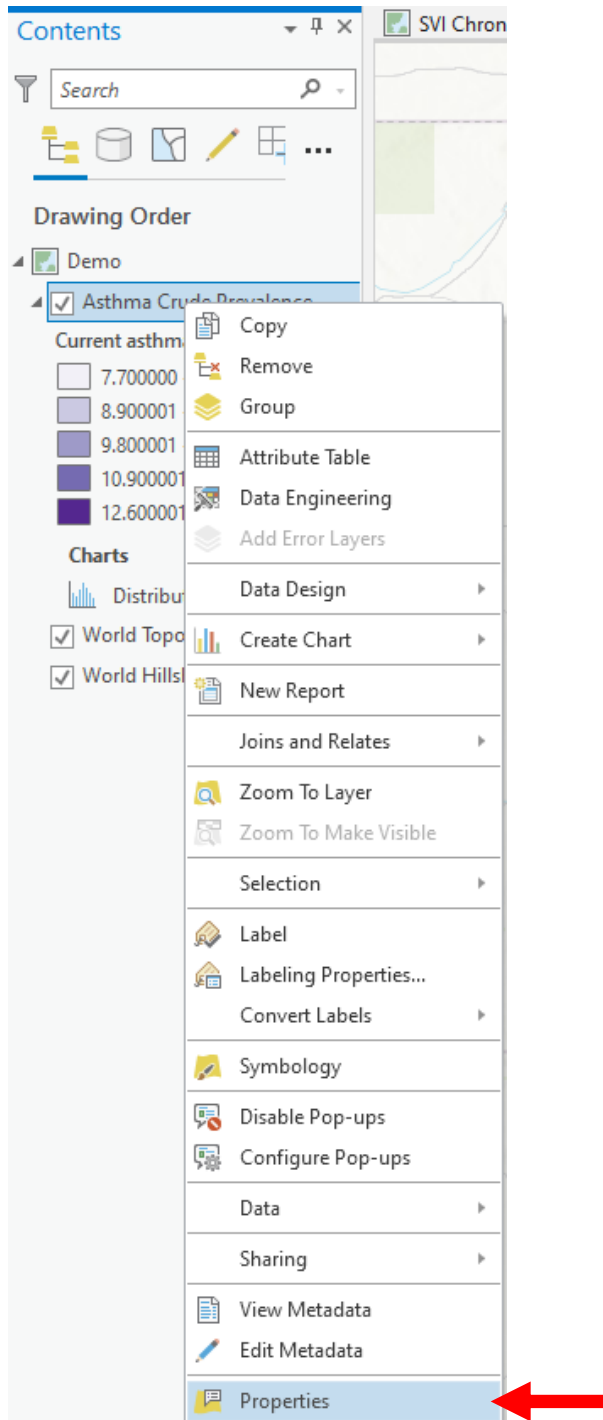 Contents
SVI Chron
Search
Drawing Order
Demo
Asthma Crude Prevalence
Current asthm
7.700000
8.900001
9.800001
10.900001
12.600001
Charts
Distribu
World Topo
World Hills
Copy
Remove
Group
Attribute Table
Data Engineering
Add Error Layers
Data Design
Create Chart
New Report
Joins and Relates
Zoom To Layer
Zoom To Make Visible
Selection
Label
Labeling Properties...
Convert Labels
Symbology
Disable Pop-ups
Configure Pop-ups
Data
Sharing
View Metadata
Edit Metadata
Properties